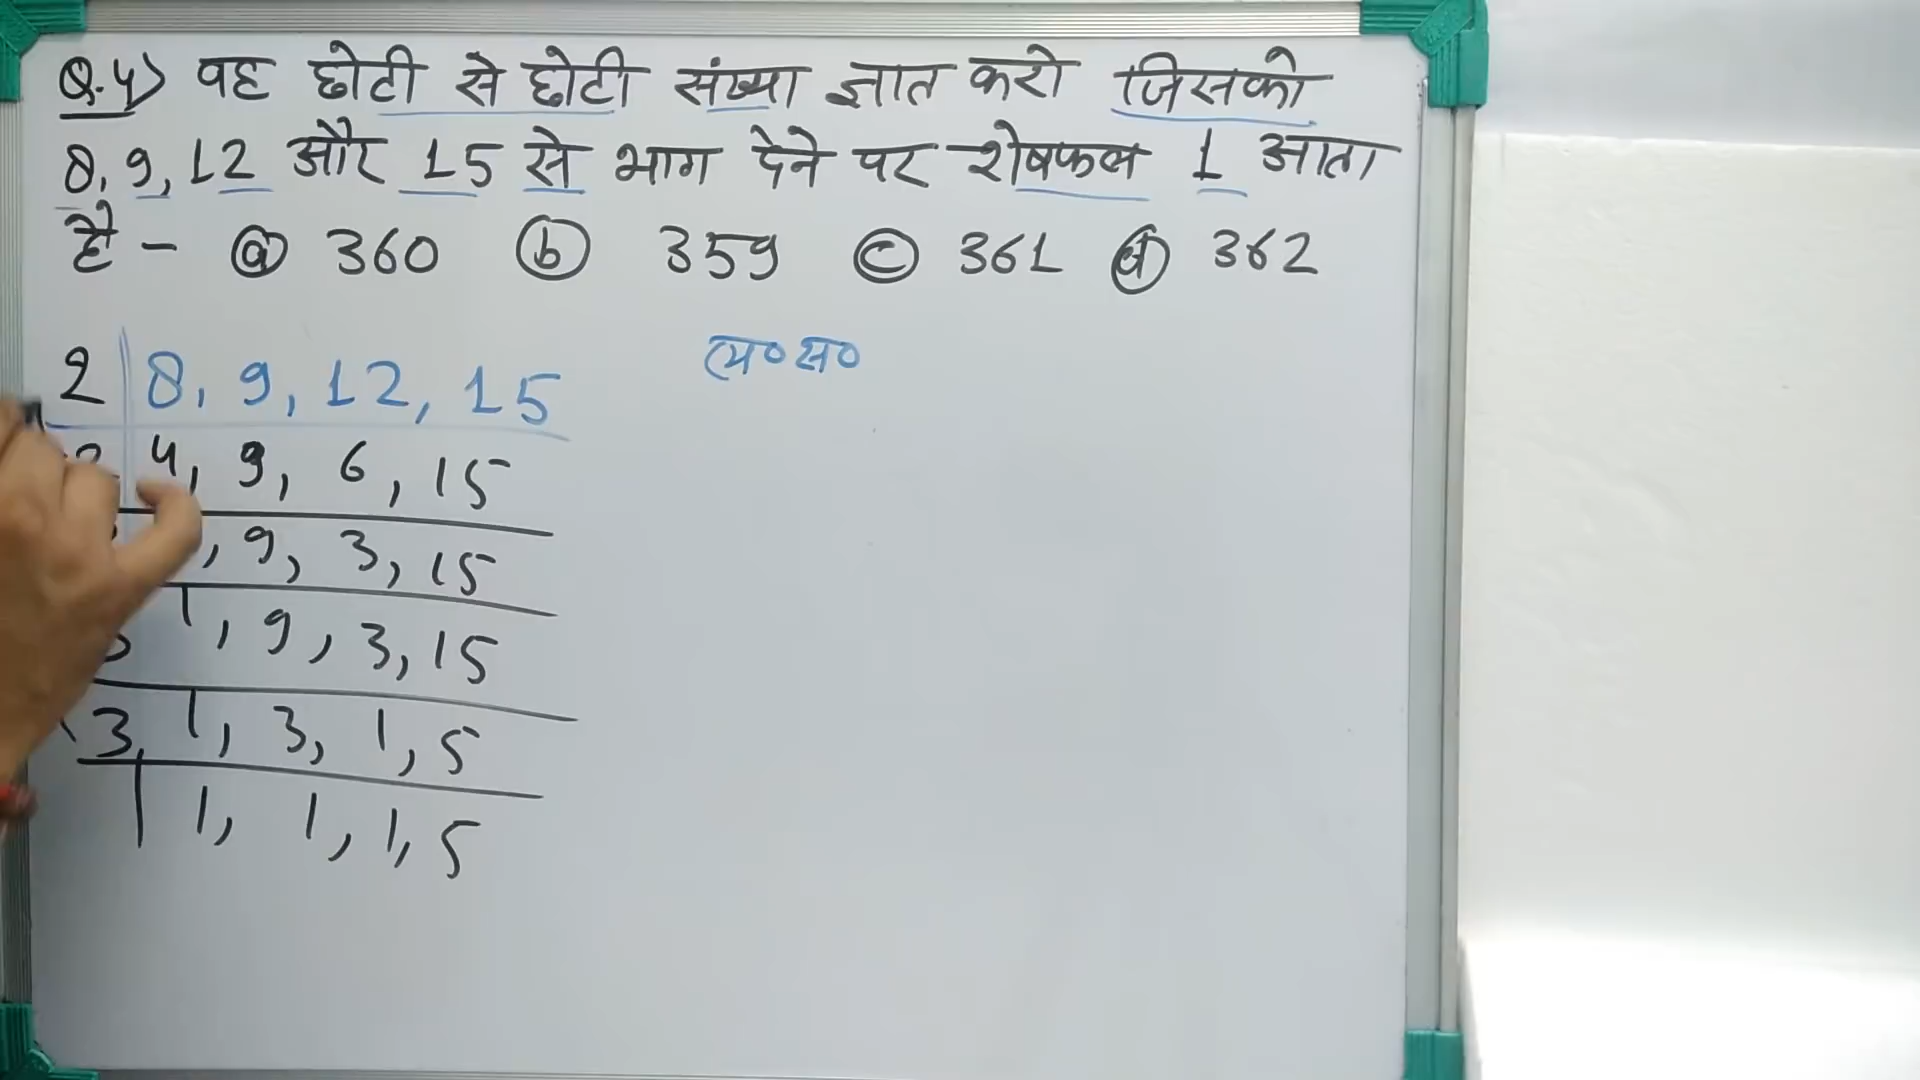 Q.4) वह छोटी से छोटी संख्या ज्ञात करो जिसको
8, 9, 12 और 15 से भाग देने पर शेषफल 1 आता
है - (a) 360 (b) 359 (c) 361 (d) 362
ल०स०
2 8, 9, 12, 15
2 4, 9, 6, 15
, 9, 3, 15
3 1, 9, 3, 15
3 1, 3, 1, 5
1, 1, 1, 5